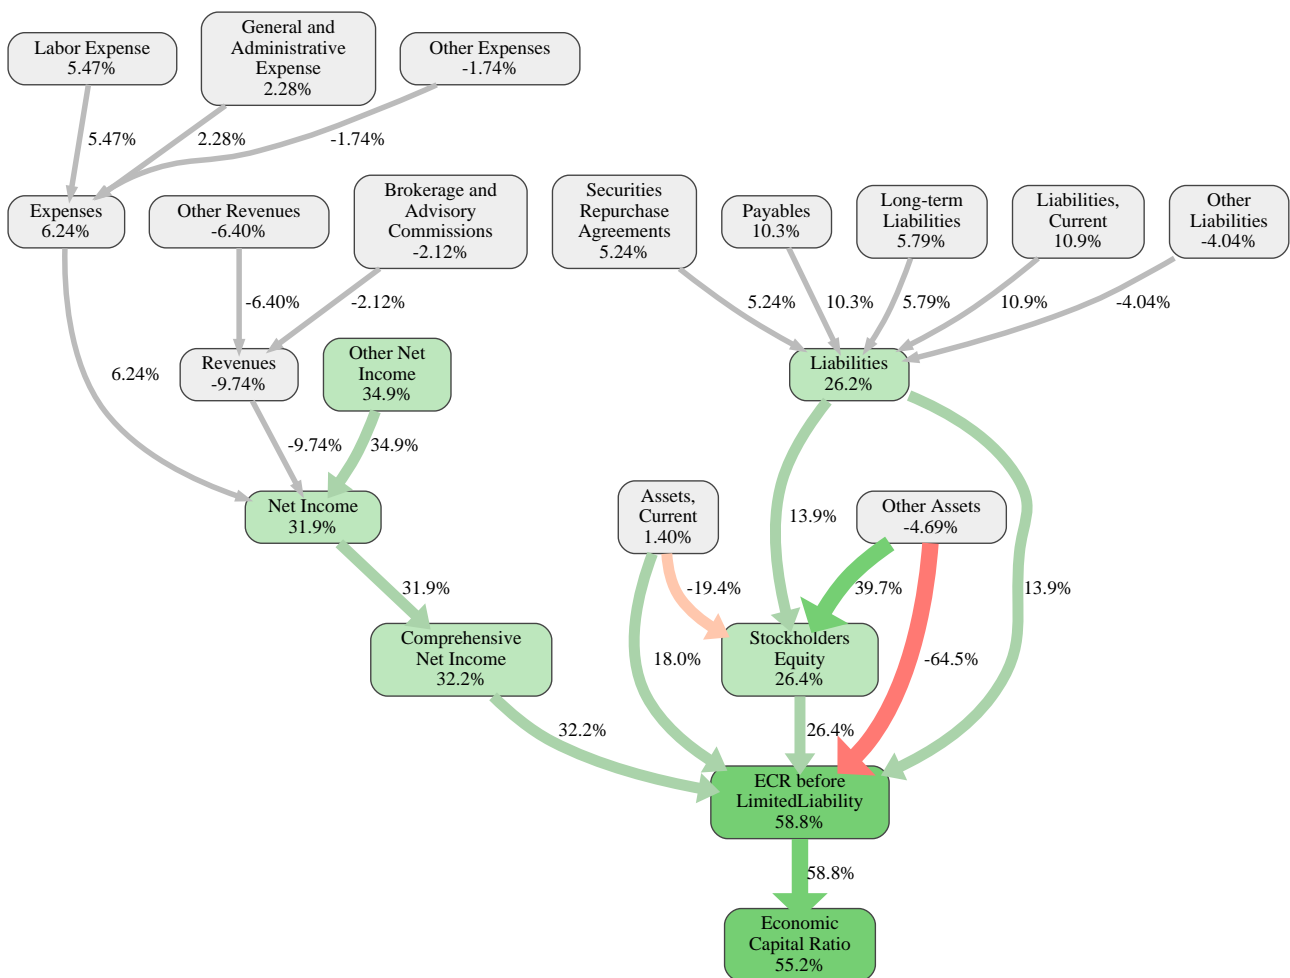 Labor Expense
5.47%
General and
Administrative
Expense
2.28%
Other Expenses
-1.74%
5.47%
2.28%
-1.74%
Expenses
6.24%
Other Revenues
-6.40%
Brokerage and
Advisory
Commissions
-2.12%
Securities
Repurchase
Agreements
5.24%
Payables
10.3%
Long-term
Liabilities
5.79%
Liabilities,
Current
10.9%
Other
Liabilities
-4.04%
-6.40%
-2.12%
5.24%
10.3%
5.79%
10.9%
-4.04%
6.24%
Revenues
-9.74%
Other Net
Income
34.9%
Liabilities
26.2%
-9.74%
34.9%
Net Income
31.9%
Assets,
Current
1.40%
13.9%
Other Assets
-4.69%
31.9%
-19.4%
39.7%
13.9%
Comprehensive
Net Income
32.2%
18.0%
Stockholders
Equity
26.4%
-64.5%
32.2%
26.4%
ECR before
LimitedLiability
58.8%
58.8%
Economic
Capital Ratio
55.2%